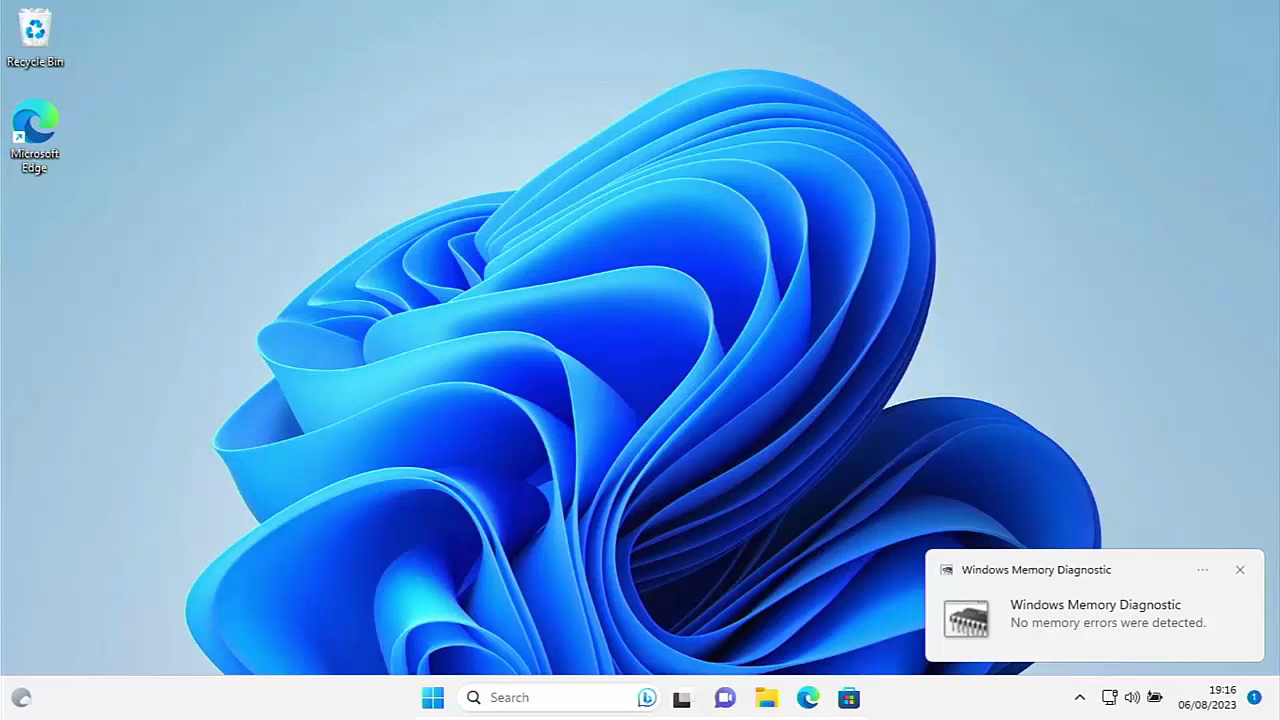 Recycle Bin
Microsoft
Edge
Windows Memory Diagnostic
Windows Memory Diagnostic
No memory errors were detected.
Search
19:16
06/08/2023
1